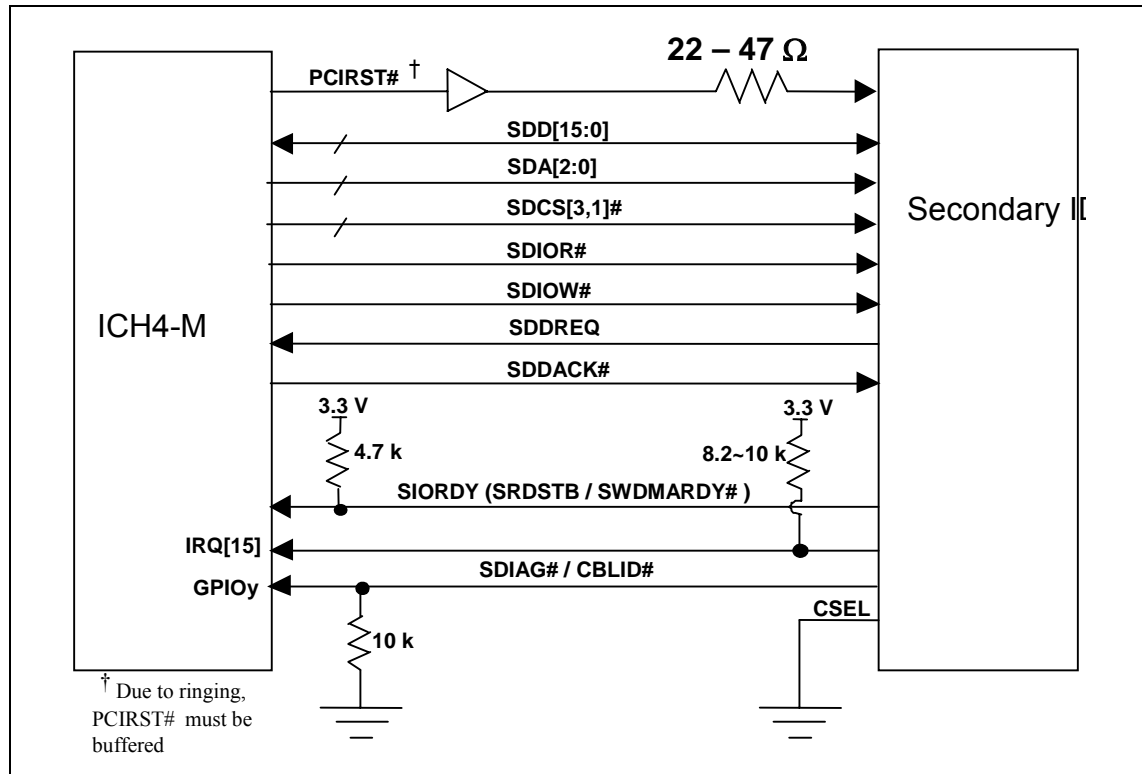 22 – 47 Ω
PCIRST# †
SDD[15:0]
SDA[2:0]
SDCS[3,1]#
Secondary
SDIOR#
SDIOW#
ICH4-M
SDDREQ
SDDACK#
3.3 V
3.3 V
4.7 k
8.2~10 k
SIORDY (SRDSTB / SWDMARDY# )
IRQ[15]
SDIAG# / CBLID#
GPIOy
CSEL
10 k
† Due to ringing,
PCIRST# must be
buffered